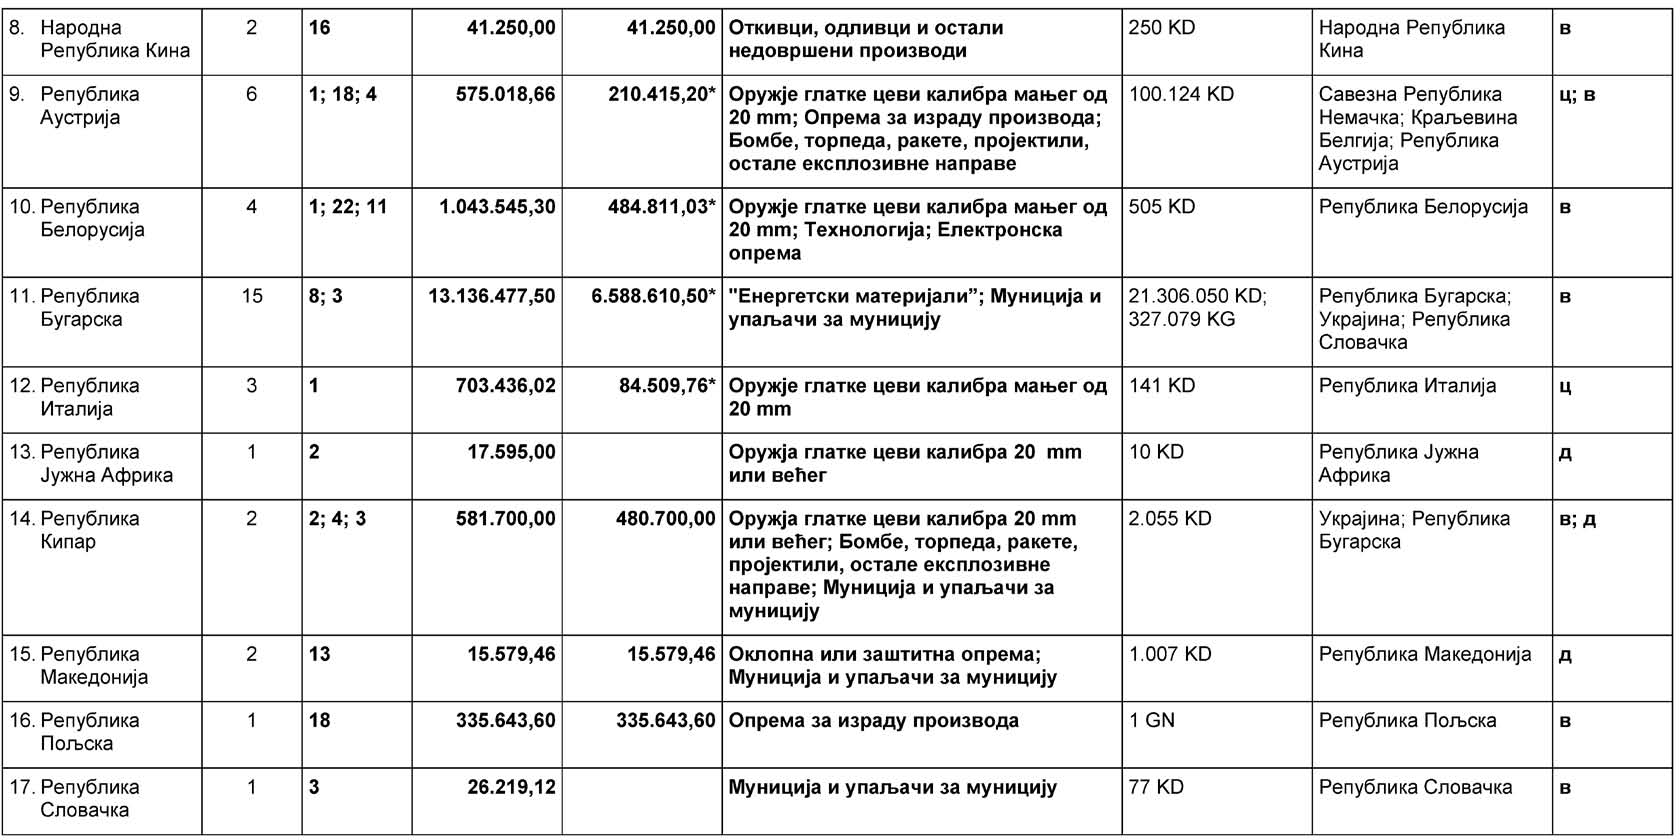 8. Народна Република Кина 2 16 41.250,00 41.250,00 Откивци, одливци и остали недовршени производи 250 KD Народна Република Кина в
9. Република Аустрија 6 1; 18; 4 575.018,66 210.415,20* Оружје глатке цеви калибра мањег од 20 mm; Опрема за израду производа; Бомбе, торпеда, ракете, пројектили, остале експлозивне направе 100.124 KD Савезна Република Немачка; Краљевина Белгија; Република Аустрија ц; в
10. Република Белорусија 4 1; 22; 11 1.043.545,30 484.811,03* Оружје глатке цеви калибра мањег од 20 mm; Технологија; Електронска опрема 505 KD Република Белорусија в
11. Република Бугарска 15 8; 3 13.136.477,50 6.588.610,50* "Енергетски материјали”; Муниција и упаљачи за муницију 21.306.050 KD; 327.079 KG Република Бугарска; Украјина; Република Словачка в
12. Република Италија 3 1 703.436,02 84.509,76* Оружје глатке цеви калибра мањег од 20 mm 141 KD Република Италија ц
13. Република Јужна Африка 1 2 17.595,00 Оружја глатке цеви калибра 20 mm или већег 10 KD Република Јужна Африка д
14. Република Кипар 2 2; 4; 3 581.700,00 480.700,00 Оружја глатке цеви калибра 20 mm или већег; Бомбе, торпеда, ракете, пројектили, остале експлозивне направе; Муниција и упаљачи за муницију 2.055 KD Украјина; Република Бугарска в; д
15. Република Македонија 2 13 15.579,46 15.579,46 Оклопна или заштитна опрема; Муниција и упаљачи за муницију 1.007 KD Република Македонија д
16. Република Пољска 1 18 335.643,60 335.643,60 Опрема за израду производа 1 GN Република Пољска в
17. Република Словачка 1 3 26.219,12 Муниција и упаљачи за муницију 77 KD Република Словачка в